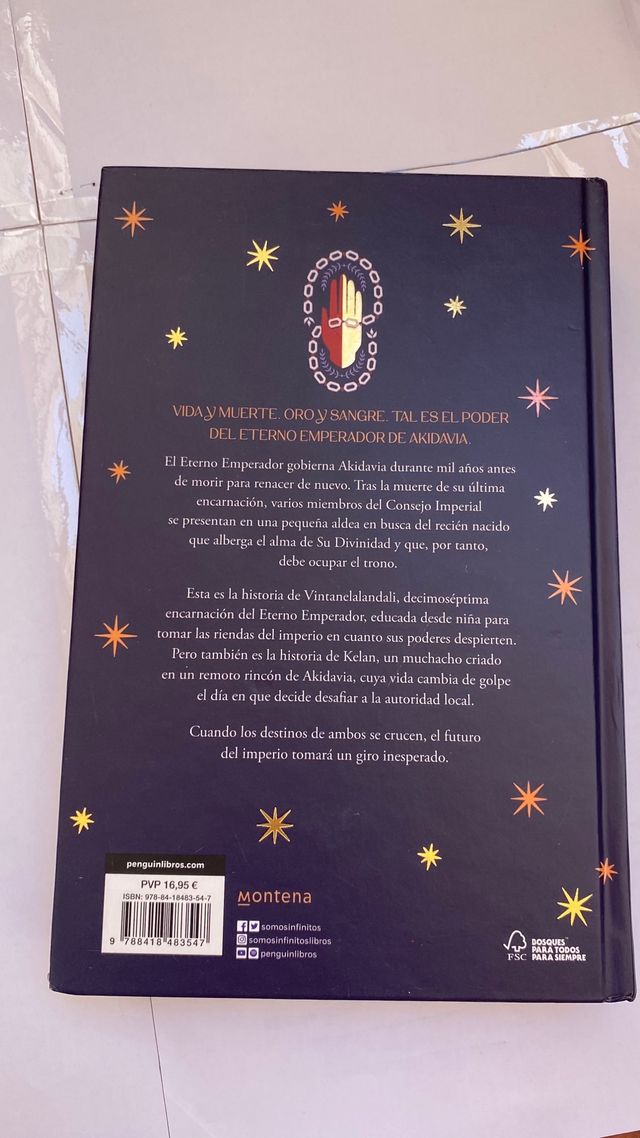 VIDA Y MUERTE. ORO Y SANGRE. TAL ES EL PODER
DEL ETERNO EMPERADOR DE AKIDAVIA.
El Eterno Emperador gobierna Akidavia durante mil años antes
de morir para renacer de nuevo. Tras la muerte de su última
encarnación, varios miembros del Consejo Imperial
se presentan en una pequeña aldea en busca del recién nacido
que alberga el alma de Su Divinidad y que, por tanto,
debe ocupar el trono.
Esta es la historia de Vintanelalandali, decimoséptima
encarnación del Eterno Emperador, educada desde niña para
tomar las riendas del imperio en cuanto sus poderes despierten.
Pero también es la historia de Kelan, un muchacho criado
en un remoto rincón de Akidavia, cuya vida cambia de golpe
el día en que decide desafiar a la autoridad local.
Cuando los destinos de ambos se crucen, el futuro
del imperio tomará un giro inesperado.
penguinlibros.com
PVP 16,95 €
ISBN: 978-84-18483-54-7
9 788418 483547
Montena
somosinfinitos
somosinfinitoslibros
penguinlibros
FSC
BOSQUES
PARA TODOS
PARA SIEMPRE